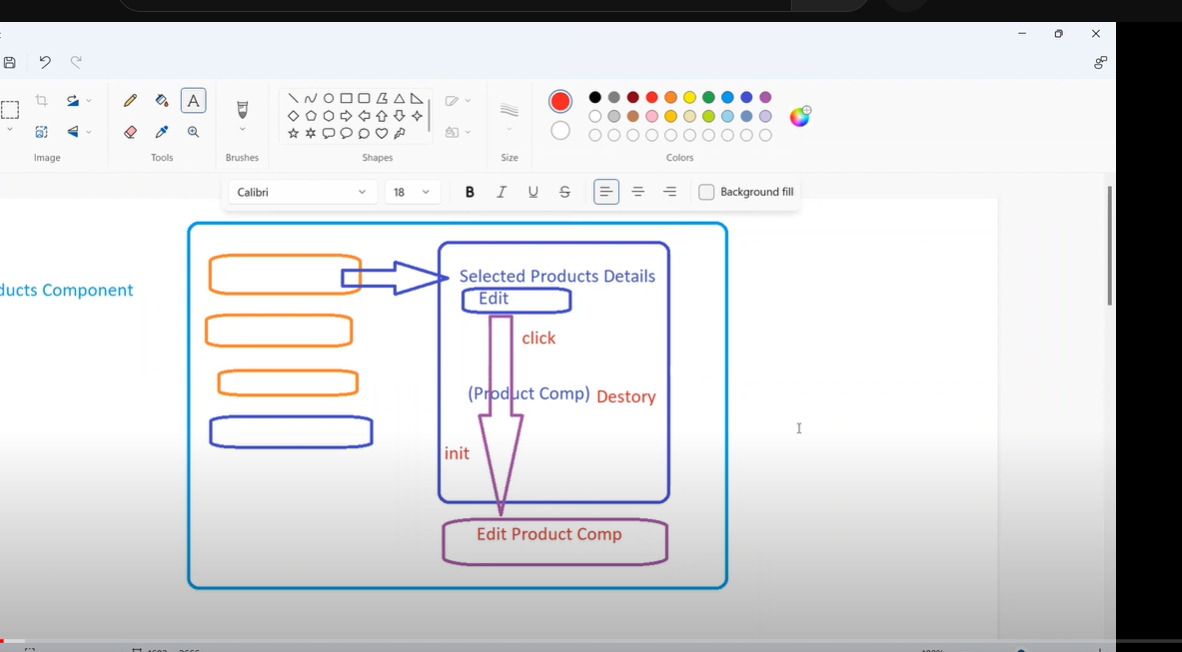 Image
Tools
Brushes
Shapes
Size
Colors
Calibri
18
B
I
U
S
Background fill
ducts Component
Selected Products Details
Edit
click
(Product Comp)
Destory
init
Edit Product Comp